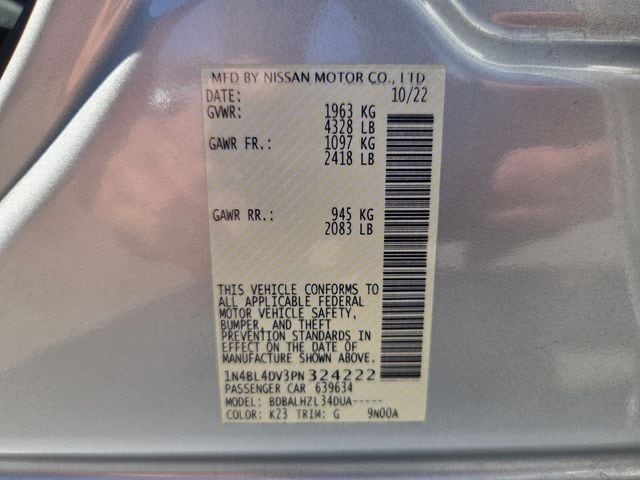 MFD BY NISSAN MOTOR CO., LTD
DATE: 10/22
GVWR: 1963 KG
4328 LB
GAWR FR.: 1097 KG
2418 LB
GAWR RR.: 945 KG
2083 LB
THIS VEHICLE CONFORMS TO
ALL APPLICABLE FEDERAL
MOTOR VEHICLE SAFETY,
BUMPER, AND THEFT
PREVENTION STANDARDS IN
EFFECT ON THE DATE OF
MANUFACTURE SHOWN ABOVE.
1N4BL4DV3PN324222
PASSENGER CAR 639634
MODEL: BDBALHZL34DUA-----
COLOR: K23 TRIM: G 9N00A